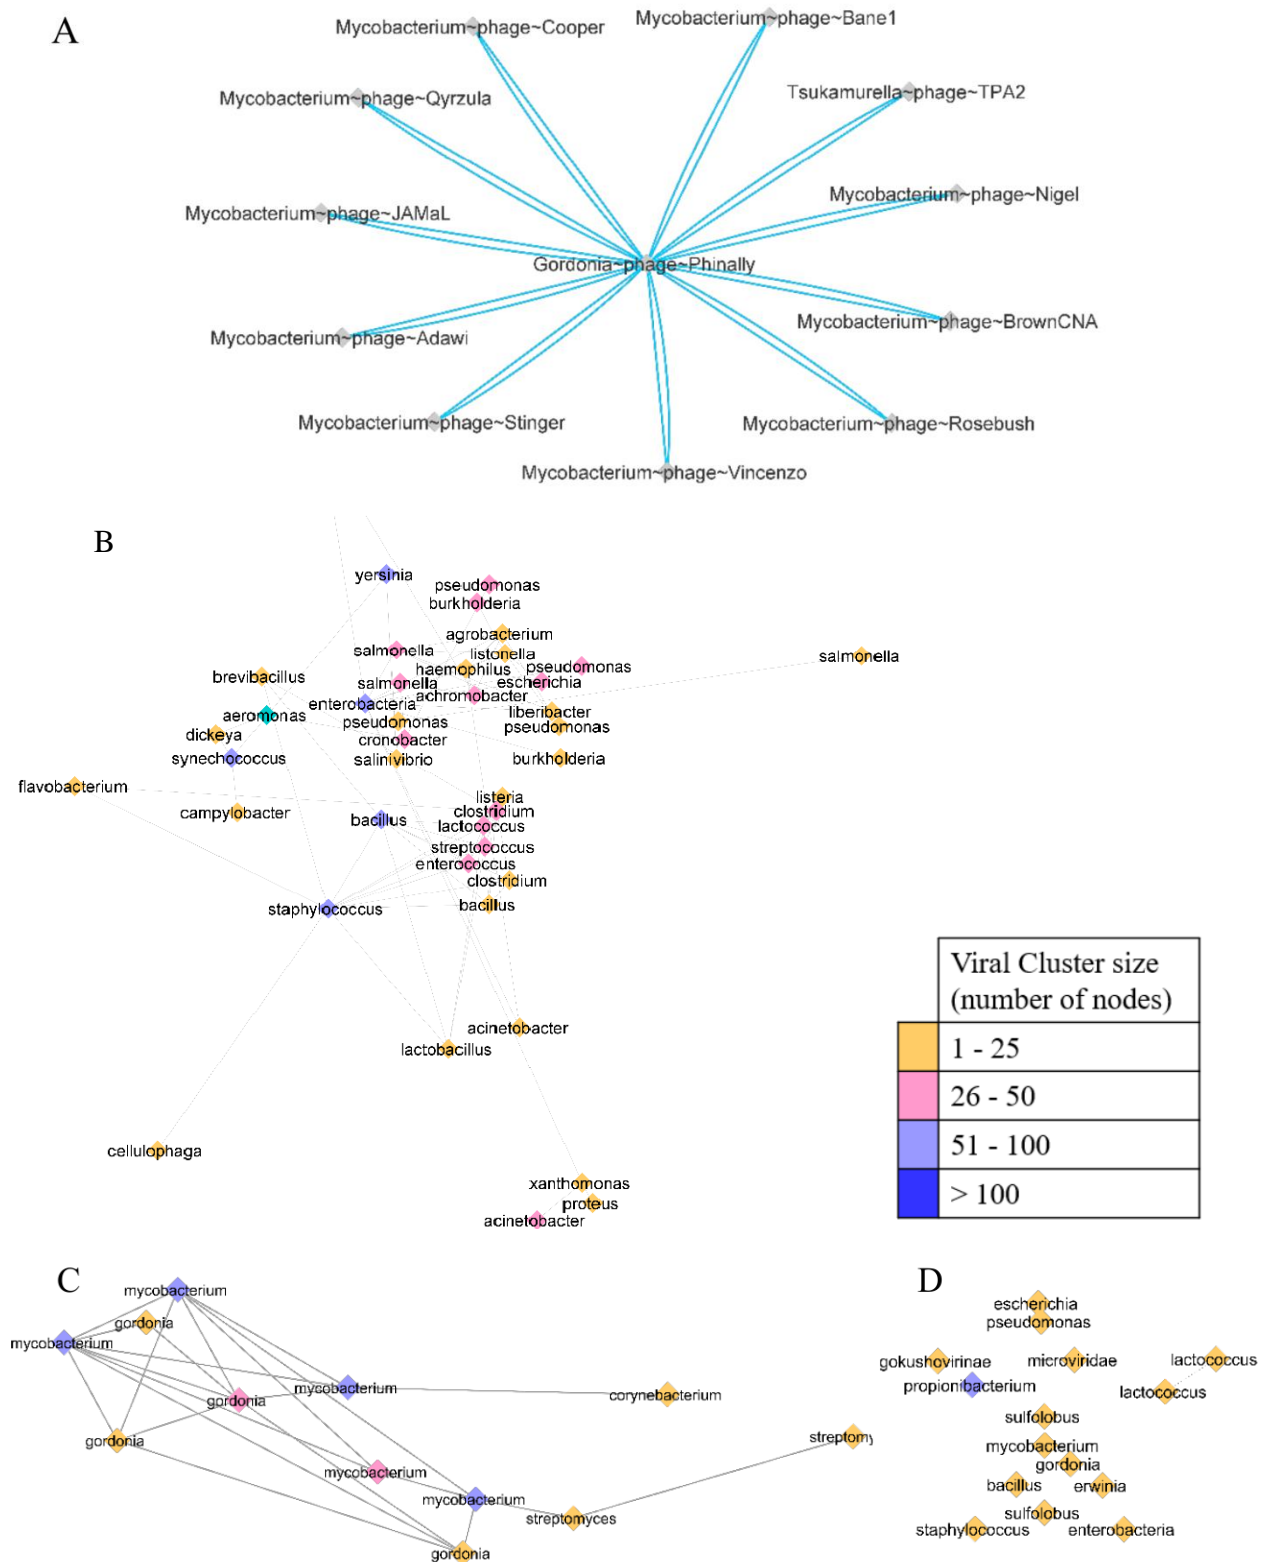 A
Mycobacterium~phage~Cooper
Mycobacterium~phage~Bane1
Mycobacterium~phage~Qyrzula
Tsukamurella~phage~TPA2
Mycobacterium~phage~Nigel
Mycobacterium~phage~JAMaL
Gordonia~phage~Phinally
Mycobacterium~phage~BrownCNA
Mycobacterium~phage~Adawi
Mycobacterium~phage~Stinger
Mycobacterium~phage~Rosebush
Mycobacterium~phage~Vincenzo
B
yersinia
pseudomonas
burkholderia
agrobacterium
salmonella
listonella
salmonella
haemophilus
pseudomonas
brevibacillus
salmonella
escherichia
achromobacter
enterobacteria
liberibacter
aeromonas
pseudomonas
pseudomonas
dickeya
cronobacter
synechococcus
salinivibrio
burkholderia
flavobacterium
listeria
campylobacter
clostridium
bacillus
lactococcus
streptococcus
enterococcus
clostridium
staphylococcus
bacillus
acinetobacter
lactobacillus
cellulophaga
xanthomonas
proteus
acinetobacter
Viral Cluster size
(number of nodes)
1 - 25
26 - 50
51 - 100
> 100
C
mycobacterium
gordonia
mycobacterium
mycobacterium
gordonia
corynebacterium
gordonia
streptomy
mycobacterium
mycobacterium
streptomyces
gordonia
D
escherichia
pseudomonas
gokushovirinae
microviridae
lactococcus
propionibacterium
lactococcus
sulfolobus
mycobacterium
gordonia
bacillus
erwinia
sulfolobus
staphylococcus
enterobacteria